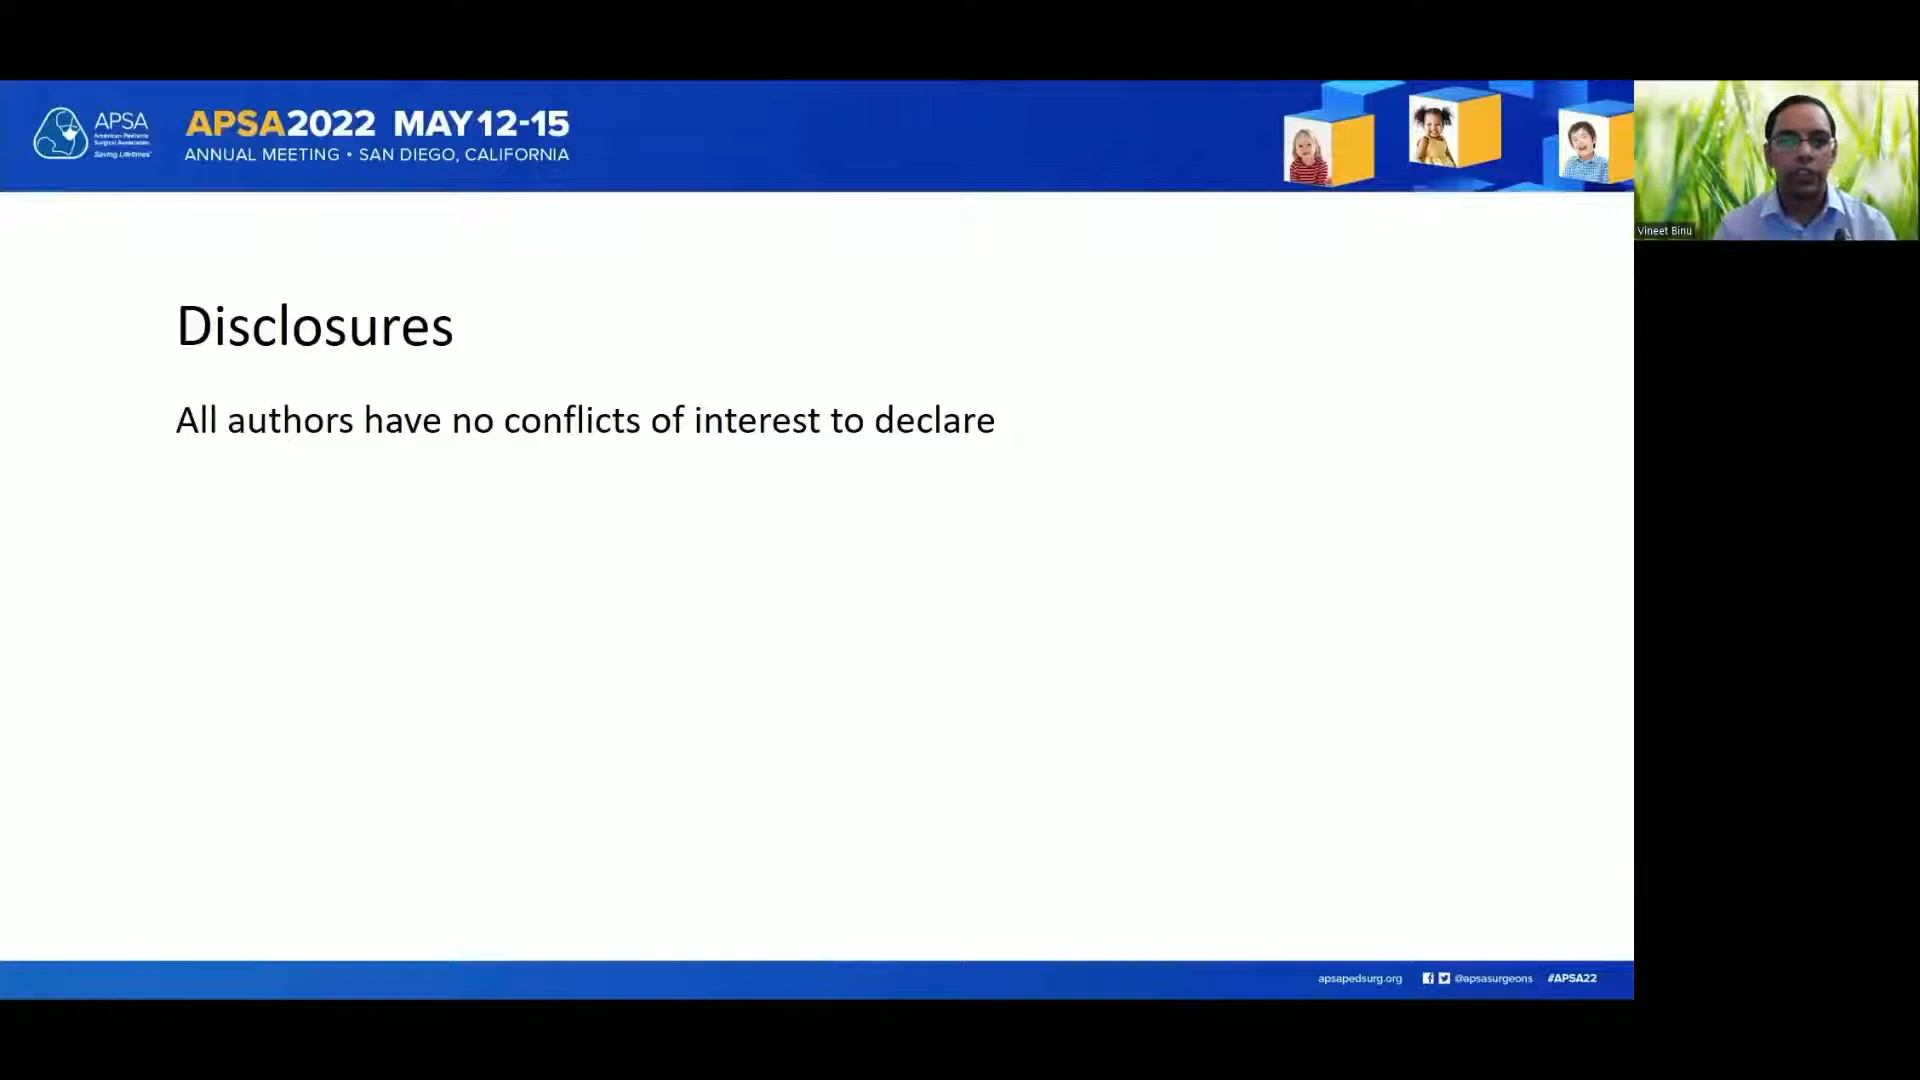 APSA
American Pediatric
Surgical Association
Saving Lifetimes
APSA2022 MAY 12-15
ANNUAL MEETING • SAN DIEGO, CALIFORNIA
Vineet Binu
Disclosures
All authors have no conflicts of interest to declare
apsapedsurg.org @apsasurgeons #APSA22